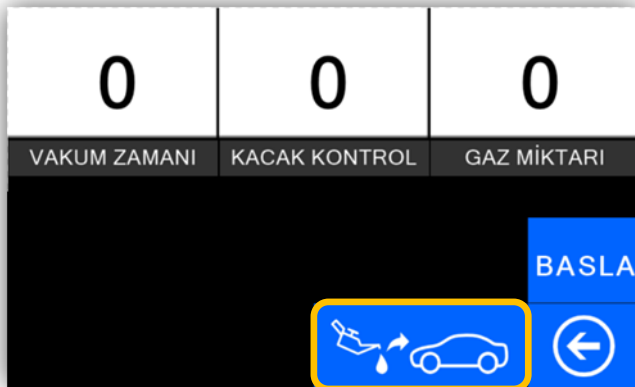 0 0 0
VAKUM ZAMANI KACAK KONTROL GAZ MİKTARI
BASLA